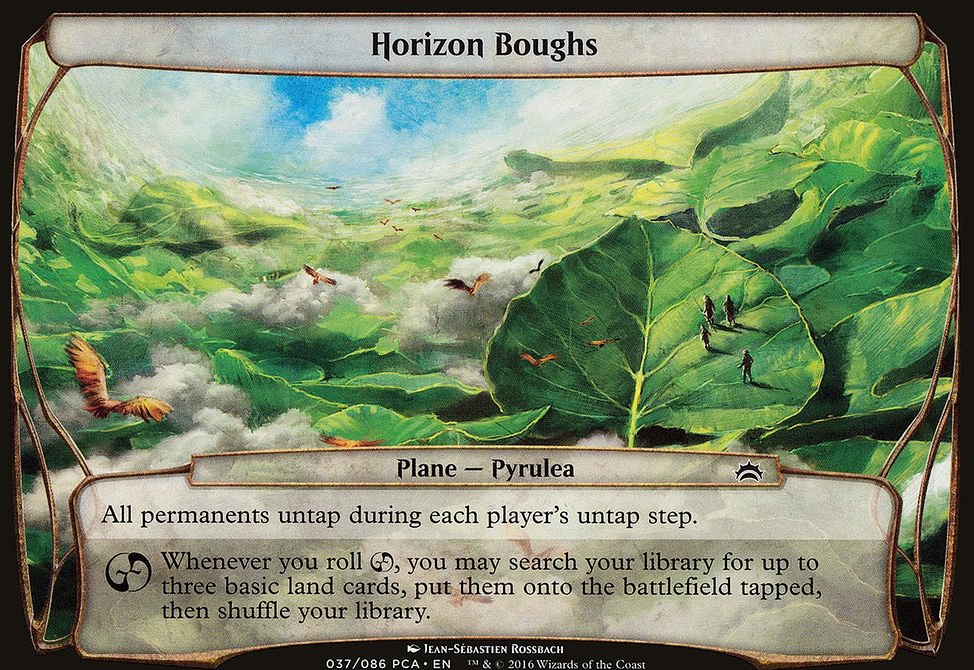 Horizon Boughs
Plane — Pyrulea
All permanents untap during each player's untap step.
Whenever you roll , you may search your library for up to
three basic land cards, put them onto the battlefield tapped,
then shuffle your library.
Jean-Sébastien Rossbach
037/086 PCA • EN ™ & © 2016 Wizards of the Coast